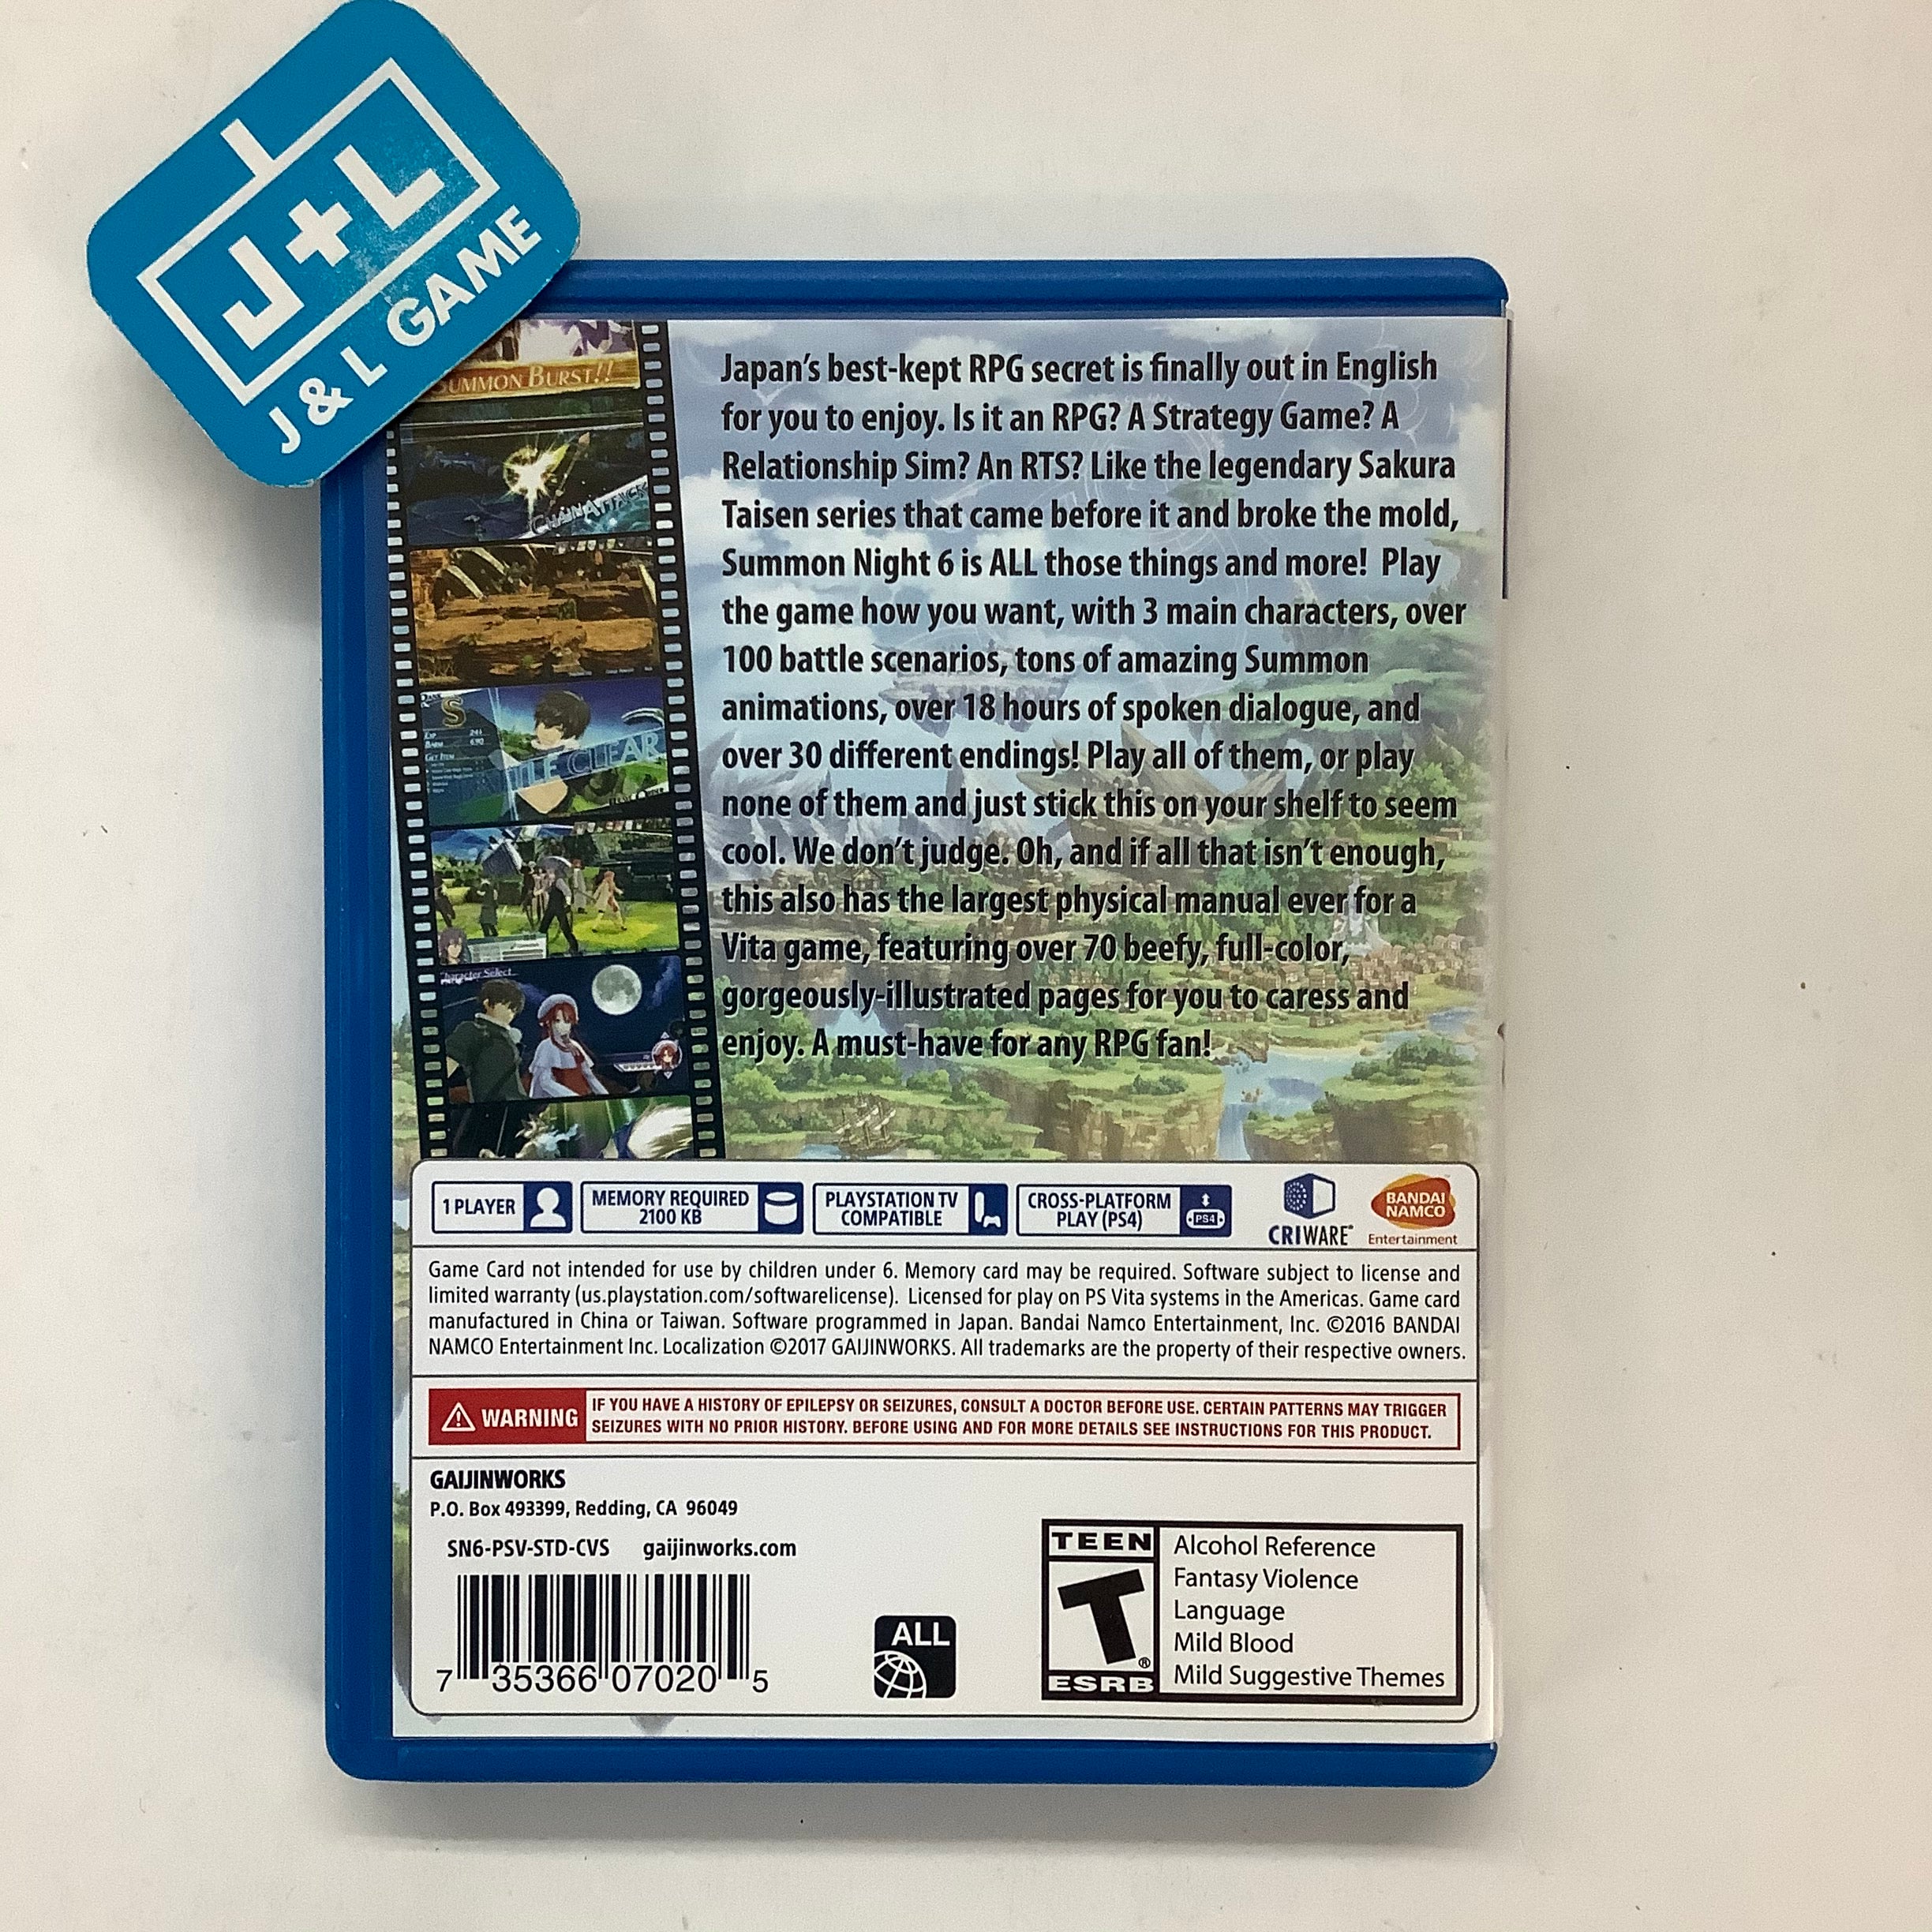 J+L
J & L GAME
SUMMON BURST!!
CHAIN ATTACK
S
BATTLE CLEAR
Character Select
Japan's best-kept RPG secret is finally out in English
for you to enjoy. Is it an RPG? A Strategy Game? A
Relationship Sim? An RTS? Like the legendary Sakura
Taisen series that came before it and broke the mold,
Summon Night 6 is ALL those things and more!  Play
the game how you want, with 3 main characters, over
100 battle scenarios, tons of amazing Summon
animations, over 18 hours of spoken dialogue, and
over 30 different endings! Play all of them, or play
none of them and just stick this on your shelf to seem
cool. We don't judge. Oh, and if all that isn't enough,
this also has the largest physical manual ever for a
Vita game, featuring over 70 beefy, full-color,
gorgeously-illustrated pages for you to caress and
enjoy. A must-have for any RPG fan!
1 PLAYER
MEMORY REQUIRED
2100 KB
PLAYSTATION TV
COMPATIBLE
CROSS-PLATFORM
PLAY (PS4)
PS4
CRIWARE®
BANDAI
NAMCO
Entertainment
Game Card not intended for use by children under 6. Memory card may be required. Software subject to license and
limited warranty (us.playstation.com/softwarelicense).  Licensed for play on PS Vita systems in the Americas. Game card
manufactured in China or Taiwan. Software programmed in Japan. Bandai Namco Entertainment, Inc. ©2016 BANDAI
NAMCO Entertainment Inc. Localization ©2017 GAIJINWORKS. All trademarks are the property of their respective owners.
WARNING
IF YOU HAVE A HISTORY OF EPILEPSY OR SEIZURES, CONSULT A DOCTOR BEFORE USE. CERTAIN PATTERNS MAY TRIGGER
SEIZURES WITH NO PRIOR HISTORY. BEFORE USING AND FOR MORE DETAILS SEE INSTRUCTIONS FOR THIS PRODUCT.
GAIJINWORKS
P.O. Box 493399, Redding, CA  96049
SN6-PSV-STD-CVS gaijinworks.com
7 35366 07020 5
ALL
TEEN
T
®
ESRB
Alcohol Reference
Fantasy Violence
Language
Mild Blood
Mild Suggestive Themes